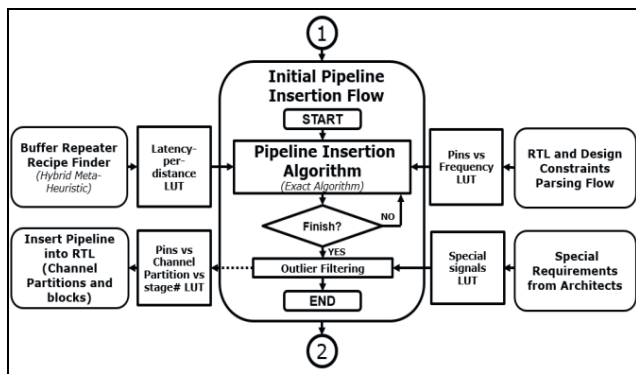 1
Initial Pipeline
Insertion Flow
START
Buffer Repeater
Recipe Finder
(Hybrid Meta-
Heuristic)
Latency-
per-
distance
LUT
Pipeline Insertion
Algorithm
(Exact Algorithm)
Pins vs
Frequency
LUT
RTL and Design
Constraints
Parsing Flow
Finish?
NO
YES
Insert Pipeline
into RTL
(Channel
Partitions and
blocks)
Pins vs
Channel
Partition vs
stage# LUT
Outlier Filtering
Special
signals
LUT
Special
Requirements
from Architects
END
2